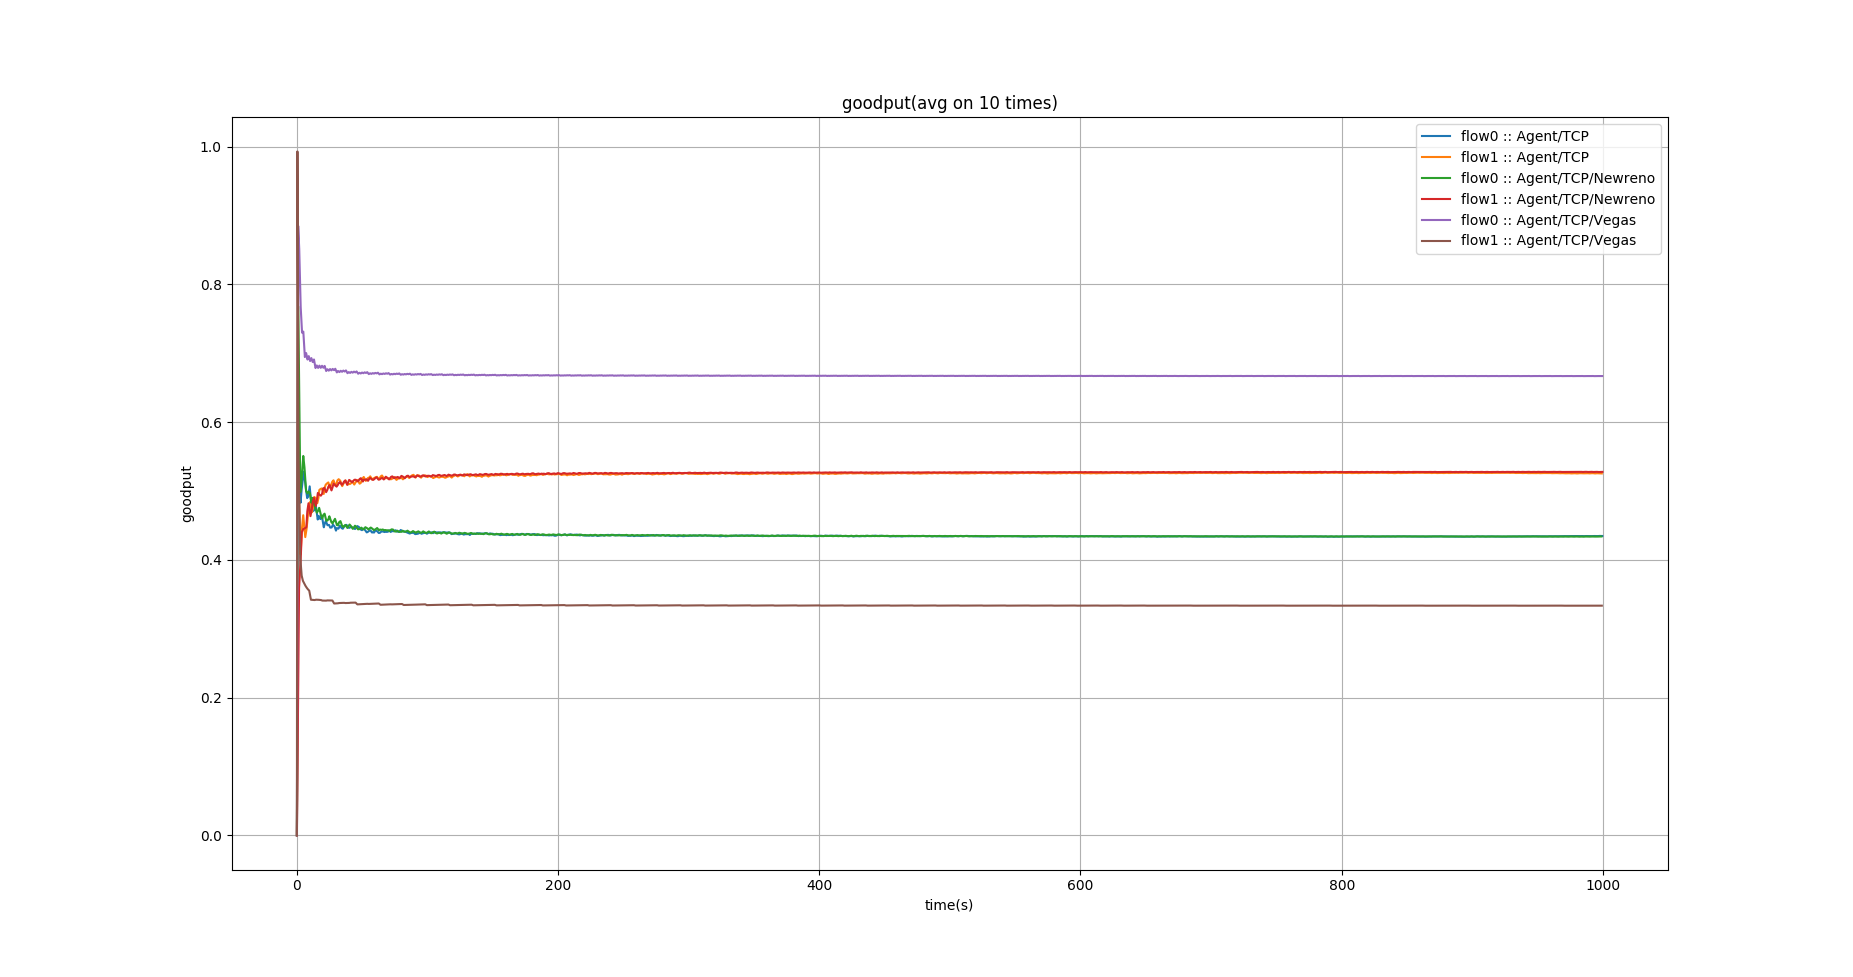 goodput(avg on 10 times)
flow0 :: Agent/TCP
flow1 :: Agent/TCP
flow0 :: Agent/TCP/Newreno
flow1 :: Agent/TCP/Newreno
flow0 :: Agent/TCP/Vegas
flow1 :: Agent/TCP/Vegas
1.0
0.8
0.6
0.4
0.2
0.0
goodput
0
200
400
600
800
1000
time(s)